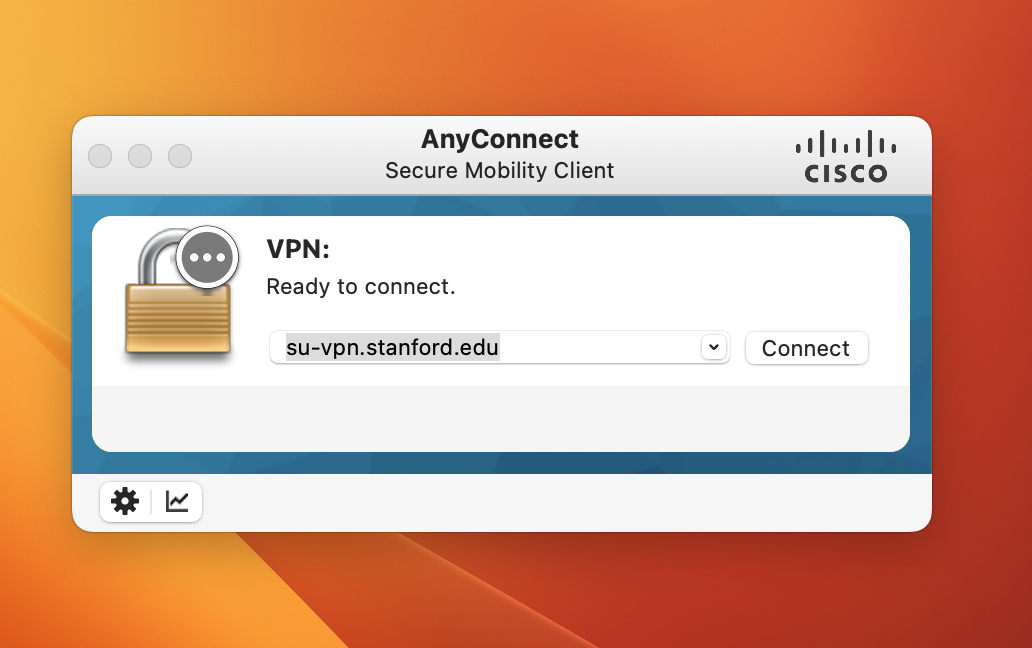 AnyConnect
Secure Mobility Client
CISCO
VPN:
Ready to connect.
su-vpn.stanford.edu
Connect